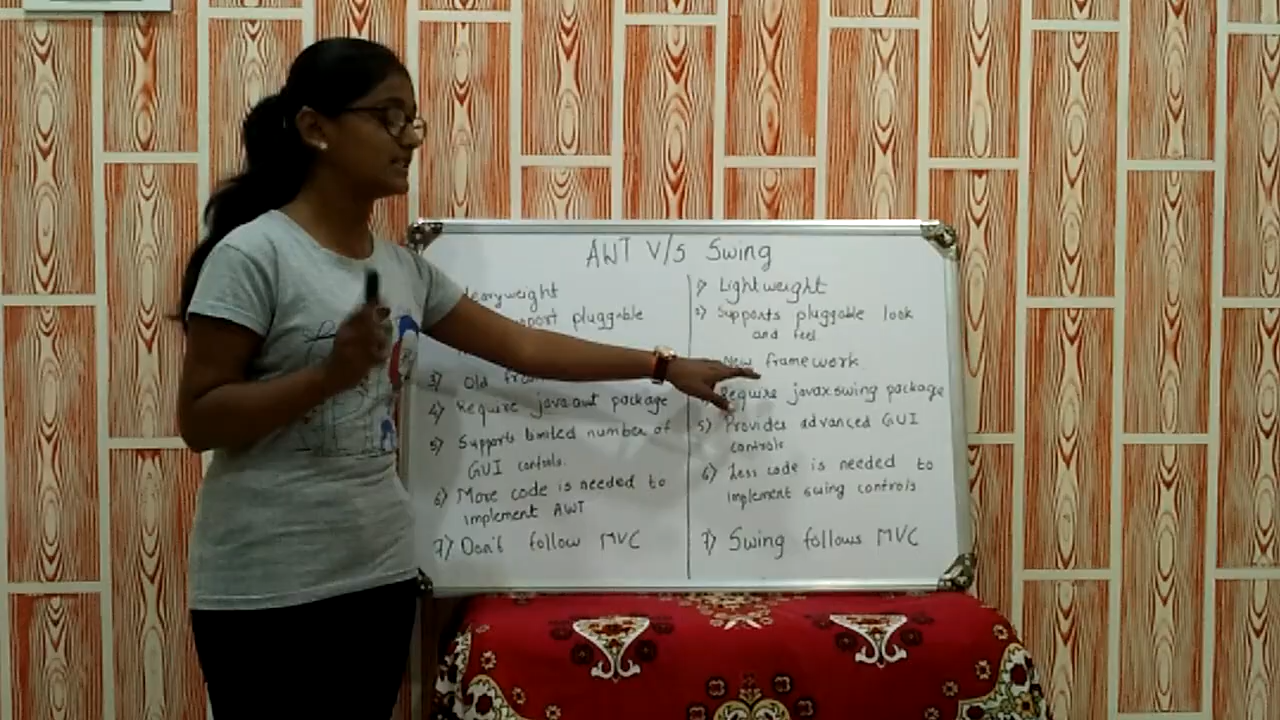 AWT V/S Swing
Heavyweight
support pluggable
3) Old
4) Require java.awt package
5) Supports limited number of
GUI controls.
6) More code is needed to
implement AWT
7) Don't follow MVC
1) Lightweight
2) Supports pluggable look
and feel
New framework
Require javax.swing package
5) Provides advanced GUI
controls
6) Less code is needed to
implement swing controls
7) Swing follows MVC